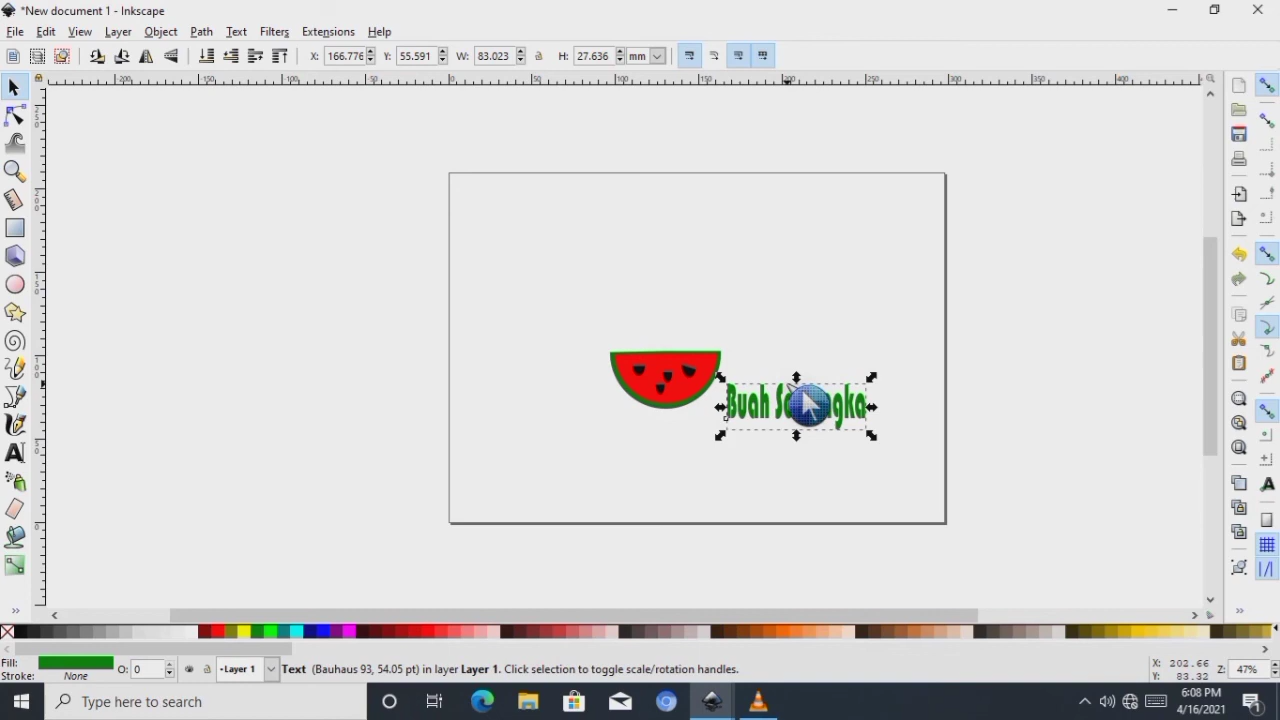 *New document 1 - Inkscape
File Edit View Layer Object Path Text Filters Extensions Help
X: 166.776 Y: 55.591 W: 83.023 H: 27.636 mm
Buah
Fill: O: 0 •Layer 1 Text (Bauhaus 93, 54.05 pt) in layer Layer 1. Click selection to toggle scale/rotation handles. X: 202.66 Z: 47%
Stroke: None Y: 83.32
Type here to search 6:08 PM
4/16/2021